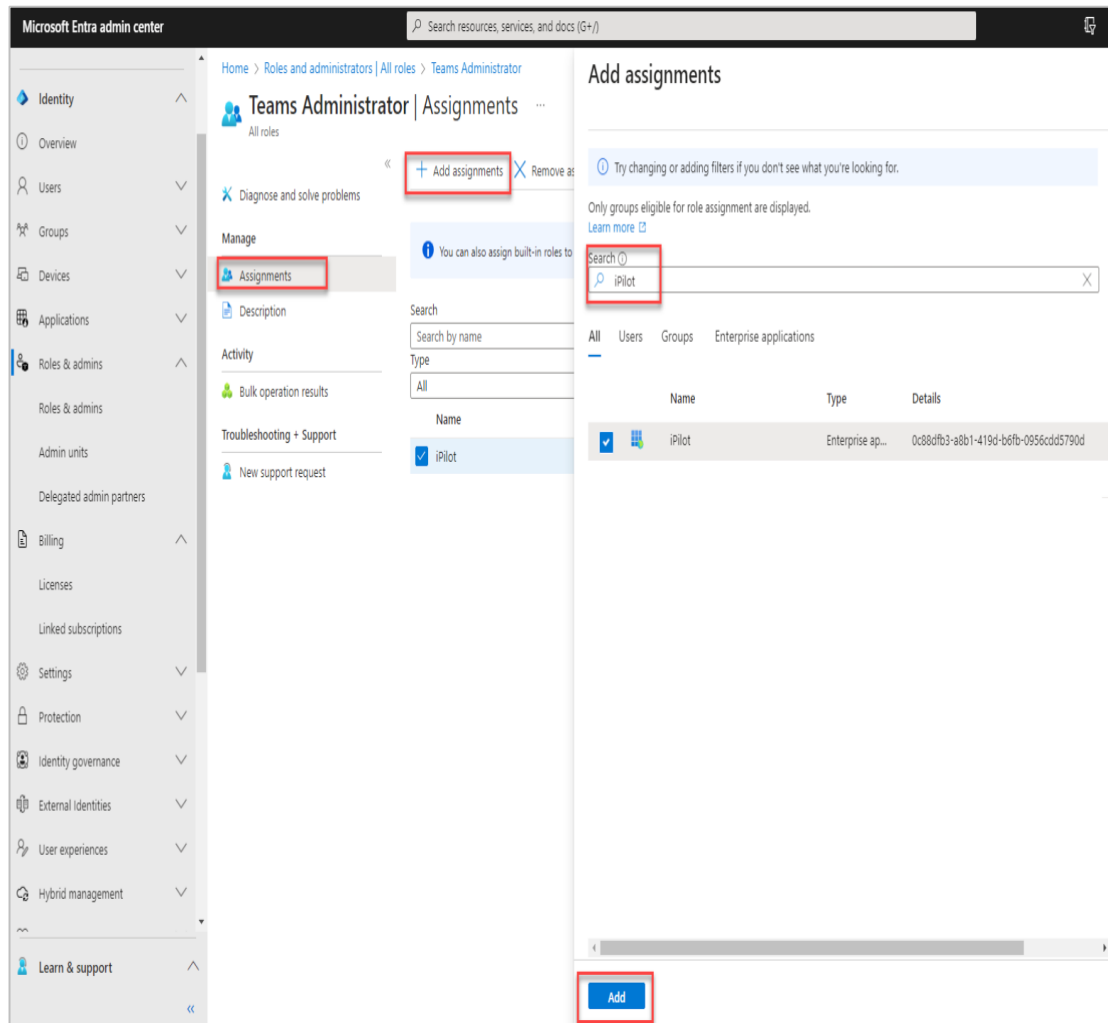 Microsoft Entra admin center
Search resources, services, and docs (G+/)
Identity
Overview
Users
Groups
Devices
Applications
Roles & admins
Roles & admins
Admin units
Delegated admin partners
Billing
Licenses
Linked subscriptions
Settings
Protection
Identity governance
External Identities
User experiences
Hybrid management
Learn & support
Home > Roles and administrators | All roles > Teams Administrator
Teams Administrator | Assignments ...
All roles
Diagnose and solve problems
Manage
Assignments
Description
Activity
Bulk operation results
Troubleshooting + Support
New support request
+ Add assignments
Remove as
You can also assign built-in roles to
Search
Search by name
Type
All
Name
iPilot
Add assignments
Try changing or adding filters if you don't see what you're looking for.
Only groups eligible for role assignment are displayed.
Learn more
Search
iPilot
All Users Groups Enterprise applications
Name Type Details
iPilot Enterprise ap... 0c88dfb3-a8b1-419d-b6fb-0956cdd5790d
Add